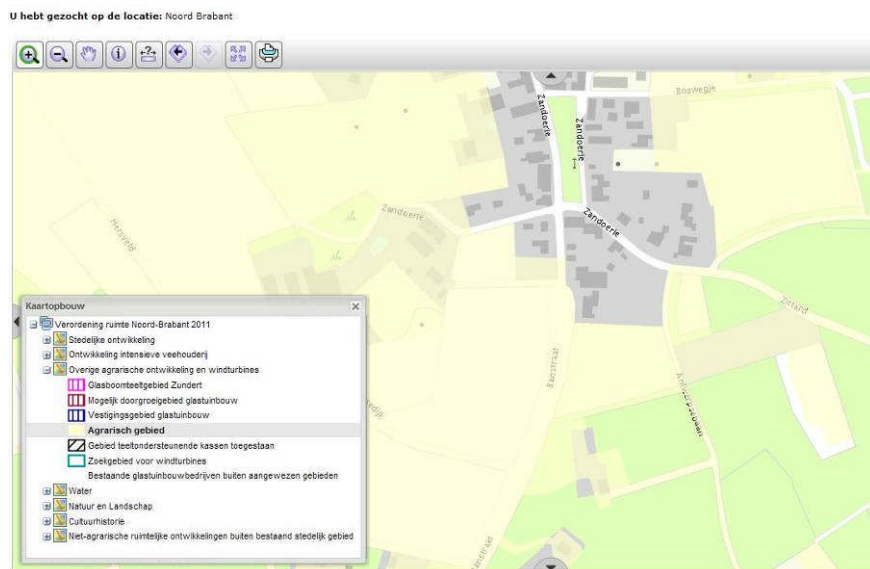 U hebt gezocht op de locatie: Noord Brabant
Boswegje
Zandoerle
Zandoerle
Zandoerle
Zandoerle
Hersveld
Zittard
Banstraat
Antwerpsebaan
Banstraat
Kaartopbouw
Verordening ruimte Noord-Brabant 2011
Stedelijke ontwikkeling
Ontwikkeling intensieve veehouderij
Overige agrarische ontwikkeling en windturbines
Glasboomteeltgebied Zundert
Mogelijk doorgroeigebied glastuinbouw
Vestigingsgebied glastuinbouw
Agrarisch gebied
Gebied teeltondersteunende kassen toegestaan
Zoekgebied voor windturbines
Bestaande glastuinbouwbedrijven buiten aangewezen gebieden
Water
Natuur en Landschap
Cultuurhistorie
Niet-agrarische ruimtelijke ontwikkelingen buiten bestaand stedelijk gebied